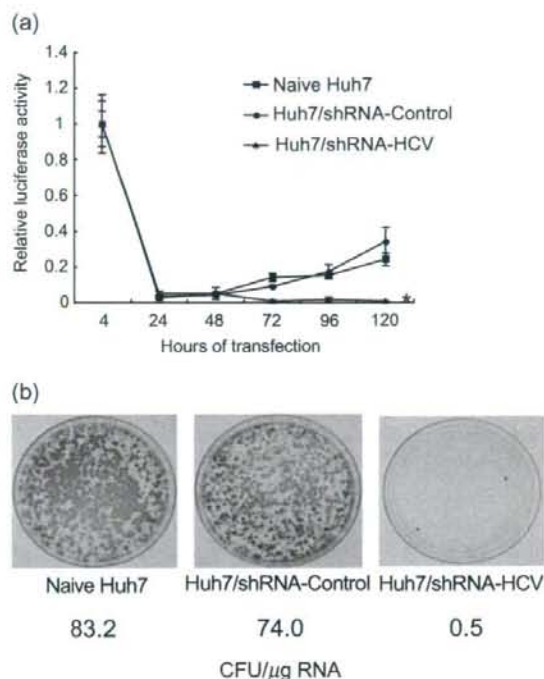 (a)
Relative luciferase activity
1.4
1.2
1
0.8
0.6
0.4
0.2
0
Naive Huh7
Huh7/shRNA-Control
Huh7/shRNA-HCV
*
4 24 48 72 96 120
Hours of transfection
(b)
Naive Huh7 Huh7/shRNA-Control Huh7/shRNA-HCV
83.2 74.0 0.5
CFU/μg RNA